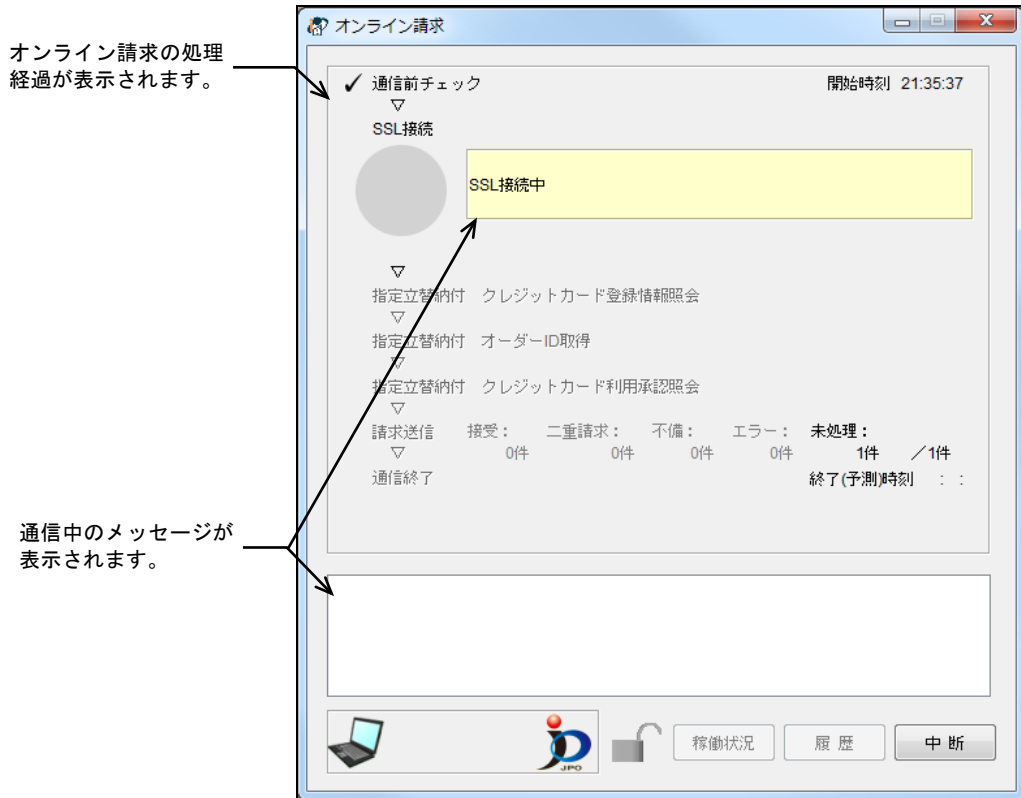 オンライン請求
オンライン請求の処理
経過が表示されます。
通信前チェック 開始時刻 21:35:37
▽
SSL接続
SSL接続中
▽
指定立替納付 クレジットカード登録情報照会
▽
指定立替納付 オーダーID取得
▽
指定立替納付 クレジットカード利用承認照会
▽
請求送信 接受： 二重請求： 不備： エラー： 未処理：
▽ 0件 0件 0件 0件 1件 ／1件
通信終了 終了(予測)時刻 : :
通信中のメッセージが
表示されます。
JPO
稼働状況 履 歴 中 断